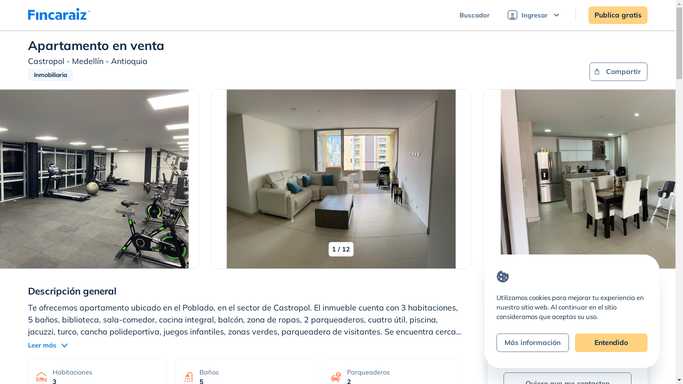 Fincaraiz
Buscador
Ingresar
Publica gratis
Apartamento en venta
Castropol - Medellín - Antioquia
Inmobiliaria
Compartir
1 / 12
Descripción general
Te ofrecemos apartamento ubicado en el Poblado, en el sector de Castropol. El inmueble cuenta con 3 habitaciones,
5 baños, biblioteca, sala-comedor, cocina integral, balcón, zona de ropas, 2 parqueaderos, cuarto útil, piscina,
jacuzzi, turco, cancha polideportiva, juegos infantiles, zonas verdes, parqueadero de visitantes. Se encuentra cerca...
Leer más
Habitaciones
3
Baños
5
Parqueaderos
2
Utilizamos cookies para mejorar tu experiencia en
nuestro sitio web. Al continuar en el sitio
consideramos que aceptas su uso.
Más información
Entendido
Quiero que me contacten